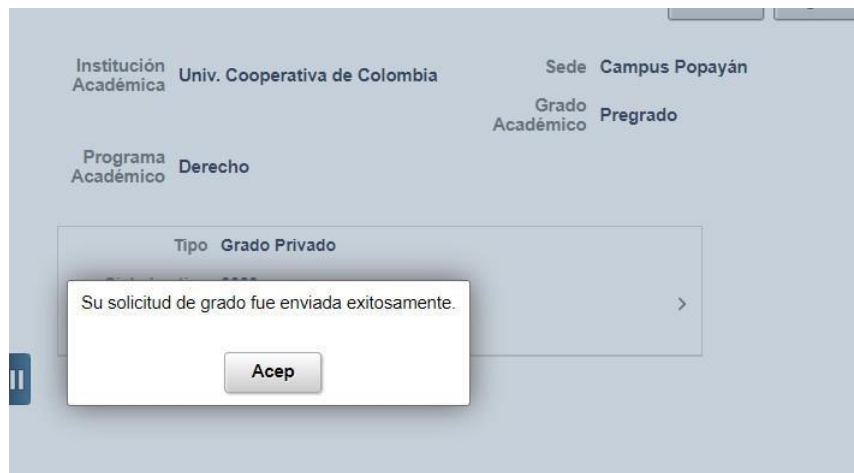 Institución
Académica
Univ. Cooperativa de Colombia
Sede Campus Popayán
Grado
Académico
Pregrado
Programa
Académico
Derecho
Tipo Grado Privado
Su solicitud de grado fue enviada exitosamente.
Acep